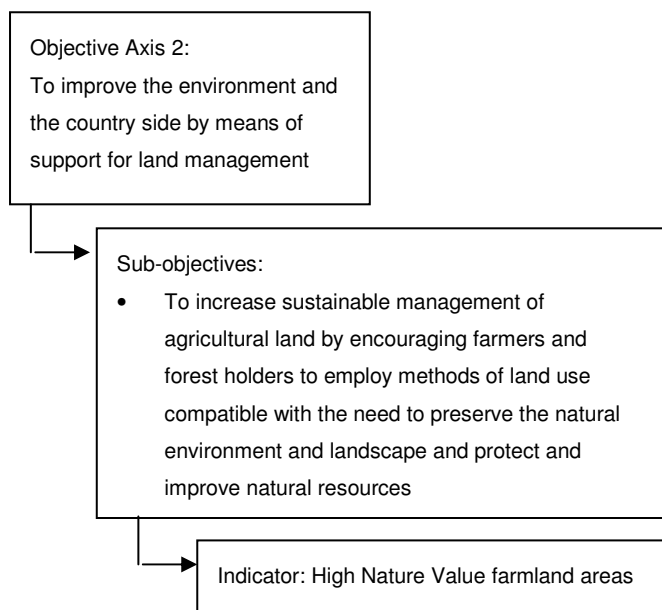 Objective Axis 2:
To improve the environment and
the country side by means of
support for land management
Sub-objectives:
• To increase sustainable management of
agricultural land by encouraging farmers and
forest holders to employ methods of land use
compatible with the need to preserve the natural
environment and landscape and protect and
improve natural resources
Indicator: High Nature Value farmland areas